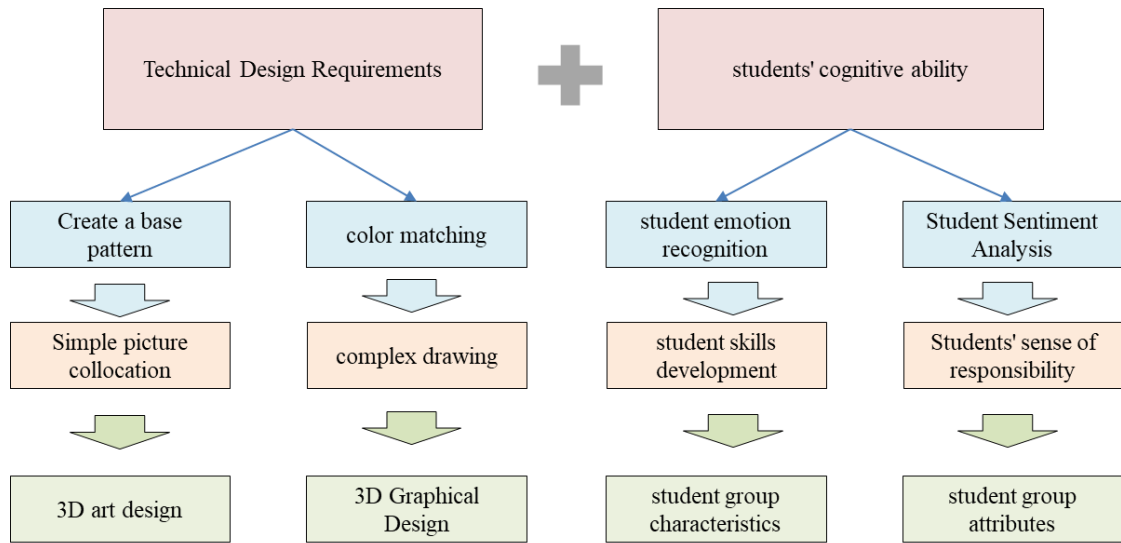 Technical Design Requirements
students' cognitive ability
Create a base
pattern
color matching
student emotion
recognition
Student Sentiment
Analysis
Simple picture
collocation
complex drawing
student skills
development
Students' sense of
responsibility
3D art design
3D Graphical
Design
student group
characteristics
student group
attributes